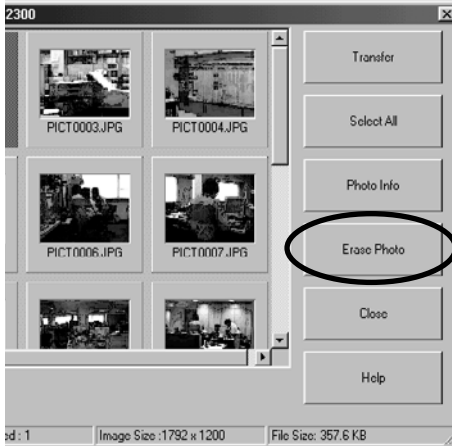 2300
PICT0003.JPG
PICT0004.JPG
PICT0006.JPG
PICT0007.JPG
Transfer
Select All
Photo Info
Erase Photo
Close
Help
ed : 1
Image Size :1792 x 1200
File Size: 357.6 KB